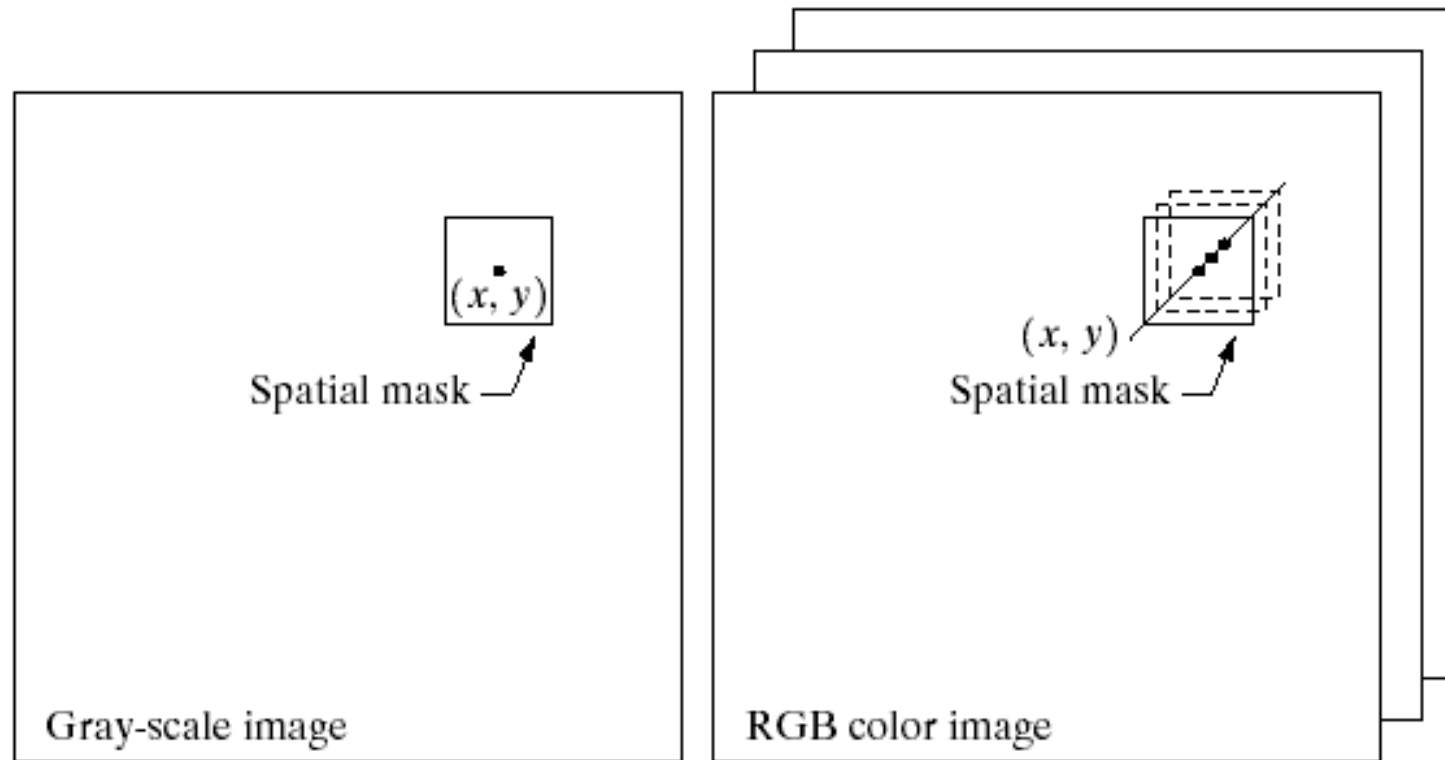 (x, y)
Spatial mask
Gray-scale image
(x, y)
Spatial mask
RGB color image